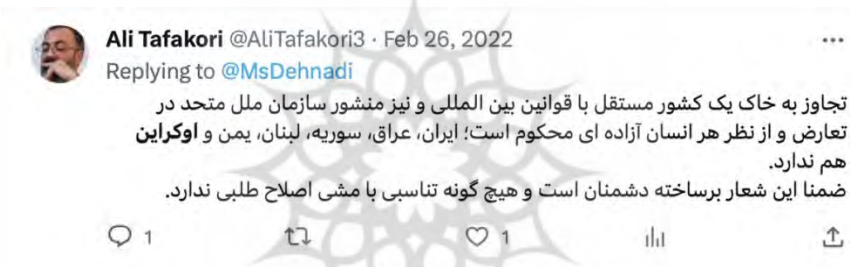 Ali Tafakori @AliTafakori3 · Feb 26, 2022
Replying to @MsDehnadi
تجاوز به خاک یک کشور مستقل با قوانین بین المللی و نیز منشور سازمان ملل متحد در
تعارض و از نظر هر انسان آزاده ای محکوم است؛ ایران، عراق، سوریه، لبنان، یمن و اوکراین
هم ندارد.
ضمنا این شعار برساخته دشمنان است و هیچ گونه تناسبی با مشی اصلاح طلبی ندارد.
1 1